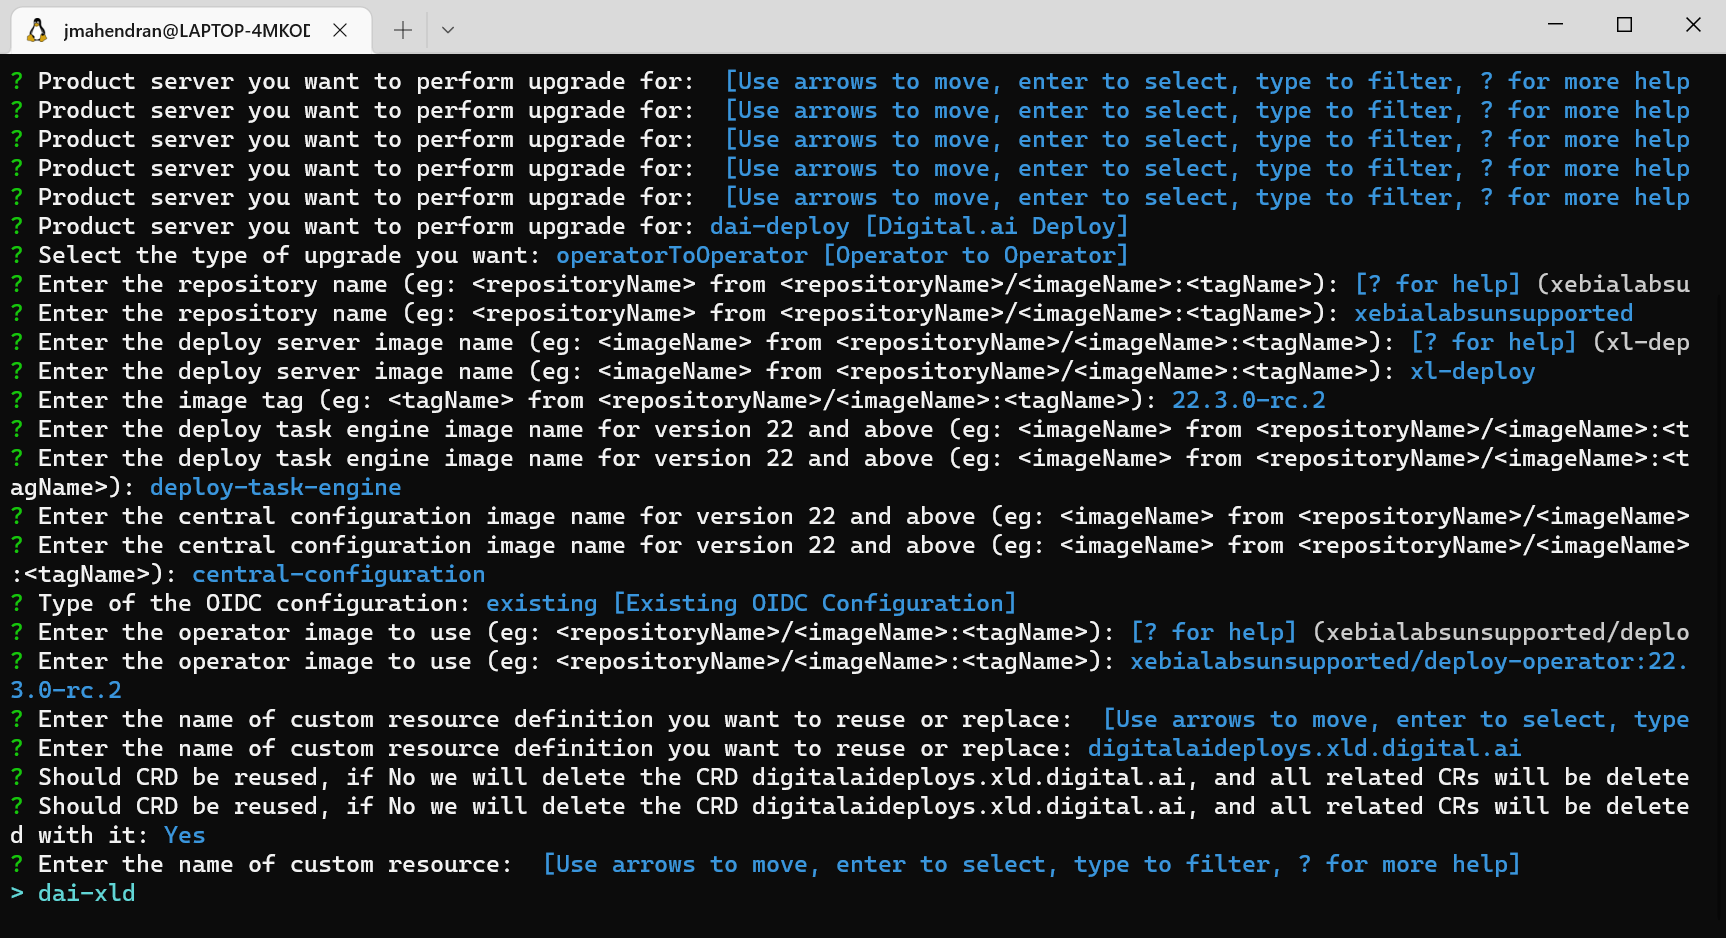 jmahendran@LAPTOP-4MKOD
? Product server you want to perform upgrade for:  [Use arrows to move, enter to select, type to filter, ? for more help
? Product server you want to perform upgrade for:  [Use arrows to move, enter to select, type to filter, ? for more help
? Product server you want to perform upgrade for:  [Use arrows to move, enter to select, type to filter, ? for more help
? Product server you want to perform upgrade for:  [Use arrows to move, enter to select, type to filter, ? for more help
? Product server you want to perform upgrade for:  [Use arrows to move, enter to select, type to filter, ? for more help
? Product server you want to perform upgrade for: dai-deploy [Digital.ai Deploy]
? Select the type of upgrade you want: operatorToOperator [Operator to Operator]
? Enter the repository name (eg: <repositoryName> from <repositoryName>/<imageName>:<tagName>): [? for help] (xebialabsu
? Enter the repository name (eg: <repositoryName> from <repositoryName>/<imageName>:<tagName>): xebialabsunsupported
? Enter the deploy server image name (eg: <imageName> from <repositoryName>/<imageName>:<tagName>): [? for help] (xl-dep
? Enter the deploy server image name (eg: <imageName> from <repositoryName>/<imageName>:<tagName>): xl-deploy
? Enter the image tag (eg: <tagName> from <repositoryName>/<imageName>:<tagName>): 22.3.0-rc.2
? Enter the deploy task engine image name for version 22 and above (eg: <imageName> from <repositoryName>/<imageName>:<t
? Enter the deploy task engine image name for version 22 and above (eg: <imageName> from <repositoryName>/<imageName>:<t
agName>): deploy-task-engine
? Enter the central configuration image name for version 22 and above (eg: <imageName> from <repositoryName>/<imageName>
? Enter the central configuration image name for version 22 and above (eg: <imageName> from <repositoryName>/<imageName>
:<tagName>): central-configuration
? Type of the OIDC configuration: existing [Existing OIDC Configuration]
? Enter the operator image to use (eg: <repositoryName>/<imageName>:<tagName>): [? for help] (xebialabsunsupported/deplo
? Enter the operator image to use (eg: <repositoryName>/<imageName>:<tagName>): xebialabsunsupported/deploy-operator:22.
3.0-rc.2
? Enter the name of custom resource definition you want to reuse or replace:  [Use arrows to move, enter to select, type
? Enter the name of custom resource definition you want to reuse or replace: digitalaideploys.xld.digital.ai
? Should CRD be reused, if No we will delete the CRD digitalaideploys.xld.digital.ai, and all related CRs will be delete
? Should CRD be reused, if No we will delete the CRD digitalaideploys.xld.digital.ai, and all related CRs will be delete
d with it: Yes
? Enter the name of custom resource:  [Use arrows to move, enter to select, type to filter, ? for more help]
> dai-xld